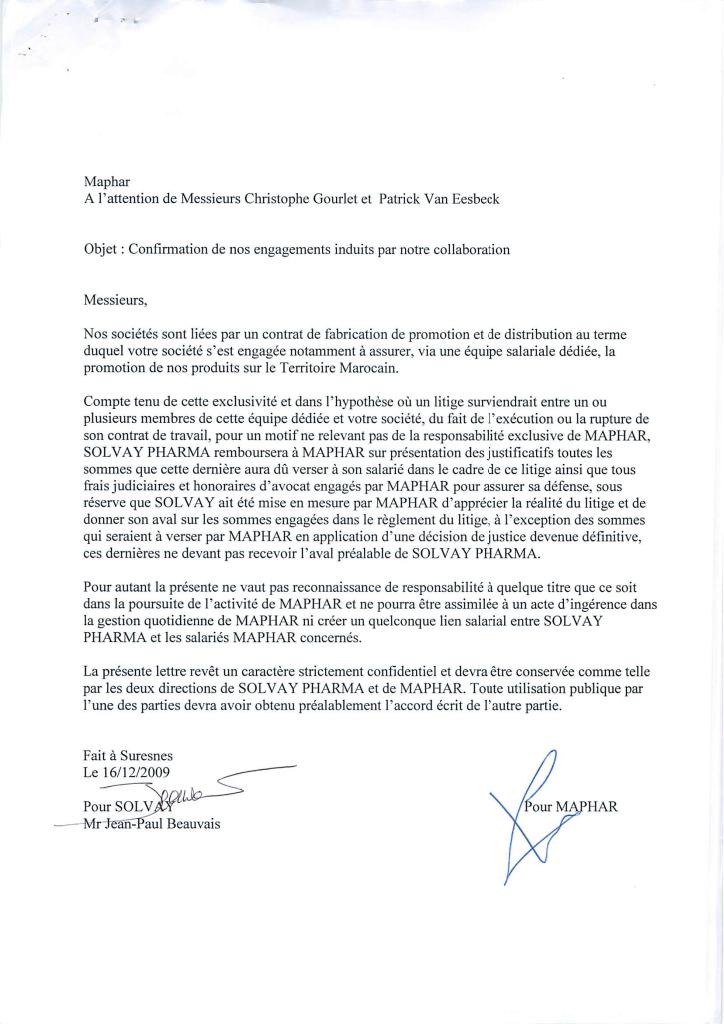 Maphar
A l'attention de Messieurs Christophe Gourlet et Patrick Van Eesbeck
Objet : Confirmation de nos engagements induits par notre collaboration
Messieurs,
Nos sociétés sont liées par un contrat de fabrication de promotion et de distribution au terme
duquel votre société s'est engagée notamment à assurer, via une équipe salariale dédiée, la
promotion de nos produits sur le Territoire Marocain.
Compte tenu de cette exclusivité et dans l'hypothèse où un litige surviendrait entre un ou
plusieurs membres de cette équipe dédiée et votre société, du fait de l'exécution ou la rupture de
son contrat de travail, pour un motif ne relevant pas de la responsabilité exclusive de MAPHAR,
SOLVAY PHARMA remboursera à MAPHAR sur présentation des justificatifs toutes les
sommes que cette dernière aura dû verser à son salarié dans le cadre de ce litige ainsi que tous
frais judiciaires et honoraires d'avocat engagés par MAPHAR pour assurer sa défense, sous
réserve que SOLVAY ait été mise en mesure par MAPHAR d'apprécier la réalité du litige et de
donner son aval sur les sommes engagées dans le règlement du litige, à l'exception des sommes
qui seraient à verser par MAPHAR en application d'une décision de justice devenue définitive,
ces dernières ne devant pas recevoir l'aval préalable de SOLVAY PHARMA.
Pour autant la présente ne vaut pas reconnaissance de responsabilité à quelque titre que ce soit
dans la poursuite de l'activité de MAPHAR et ne pourra être assimilée à un acte d'ingérence dans
la gestion quotidienne de MAPHAR ni créer un quelconque lien salarial entre SOLVAY
PHARMA et les salariés MAPHAR concernés.
La présente lettre revêt un caractère strictement confidentiel et devra être conservée comme telle
par les deux directions de SOLVAY PHARMA et de MAPHAR. Toute utilisation publique par
l'une des parties devra avoir obtenu préalablement l'accord écrit de l'autre partie.
Fait à Suresnes
Le 16/12/2009
Pour SOLVAY
Pour MAPHAR
Mr Jean-Paul Beauvais